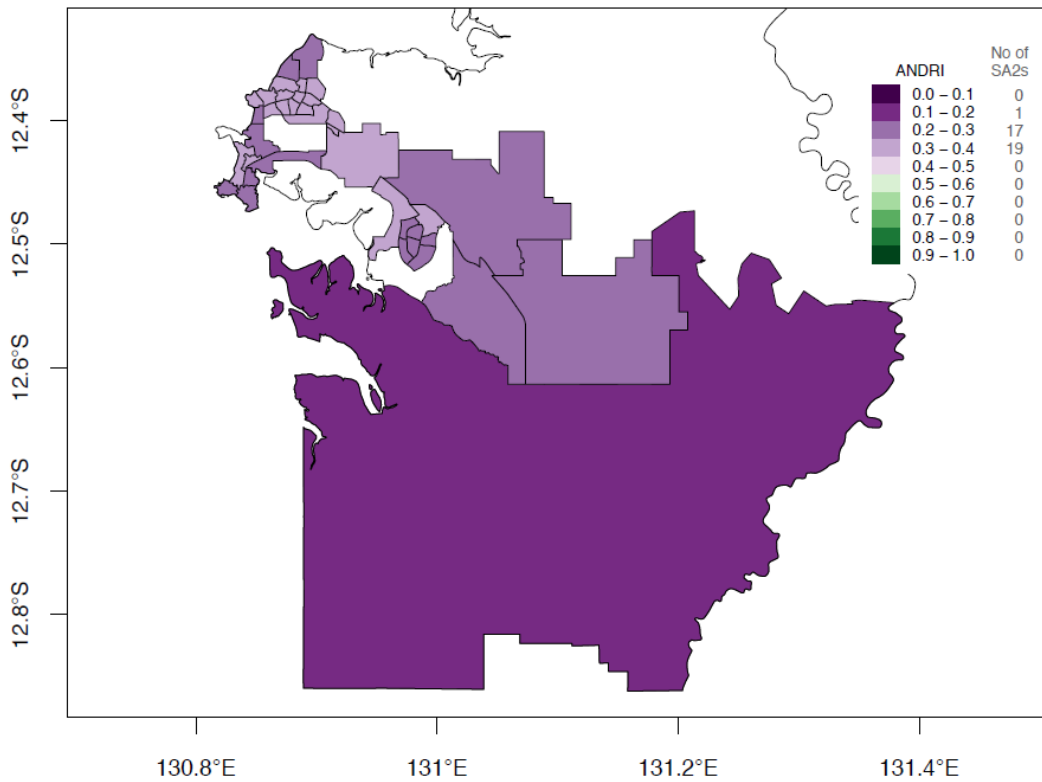 No of
ANDRI SA2s
0.0 – 0.1 0
0.1 – 0.2 1
0.2 – 0.3 17
0.3 – 0.4 19
0.4 – 0.5 0
0.5 – 0.6 0
0.6 – 0.7 0
0.7 – 0.8 0
0.8 – 0.9 0
0.9 – 1.0 0
12.4°S
12.5°S
12.6°S
12.7°S
12.8°S
130.8°E 131°E 131.2°E 131.4°E